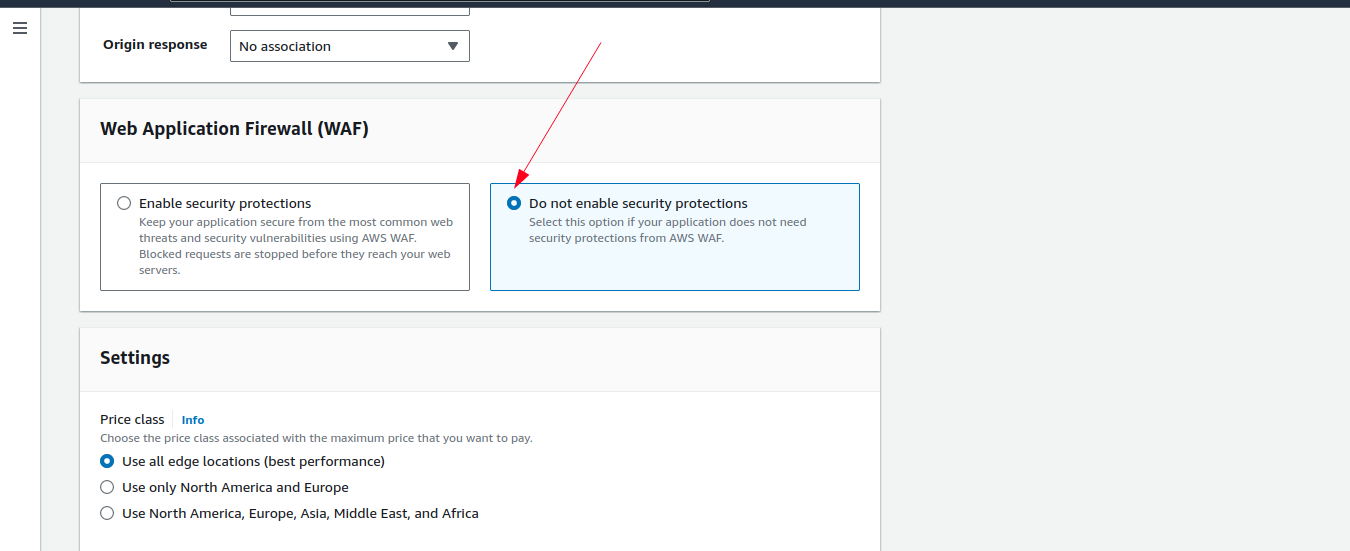 Origin response
No association
Web Application Firewall (WAF)
Enable security protections
Keep your application secure from the most common web
threats and security vulnerabilities using AWS WAF.
Blocked requests are stopped before they reach your web
servers.
Do not enable security protections
Select this option if your application does not need
security protections from AWS WAF.
Settings
Price class
Info
Choose the price class associated with the maximum price that you want to pay.
Use all edge locations (best performance)
Use only North America and Europe
Use North America, Europe, Asia, Middle East, and Africa